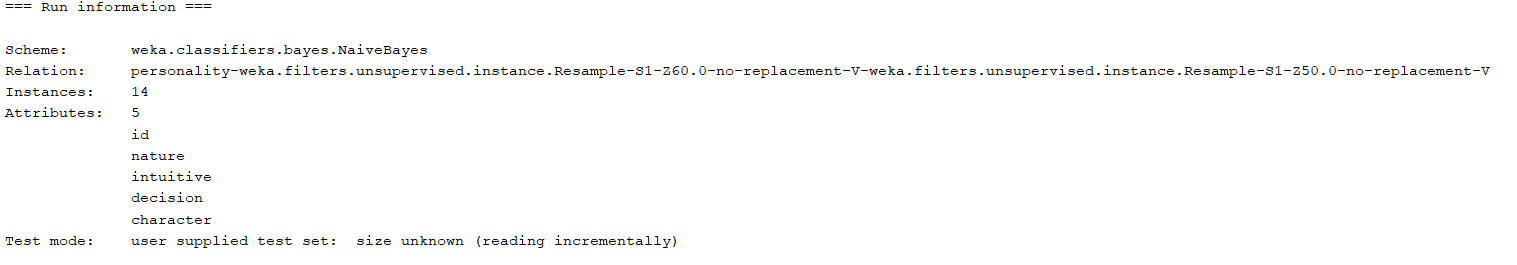 === Run information ===
Scheme: weka.classifiers.bayes.NaiveBayes
Relation: personality-weka.filters.unsupervised.instance.Resample-S1-Z60.0-no-replacement-V-weka.filters.unsupervised.instance.Resample-S1-Z50.0-no-replacement-V
Instances: 14
Attributes: 5
id
nature
intuitive
decision
character
Test mode: user supplied test set: size unknown (reading incrementally)